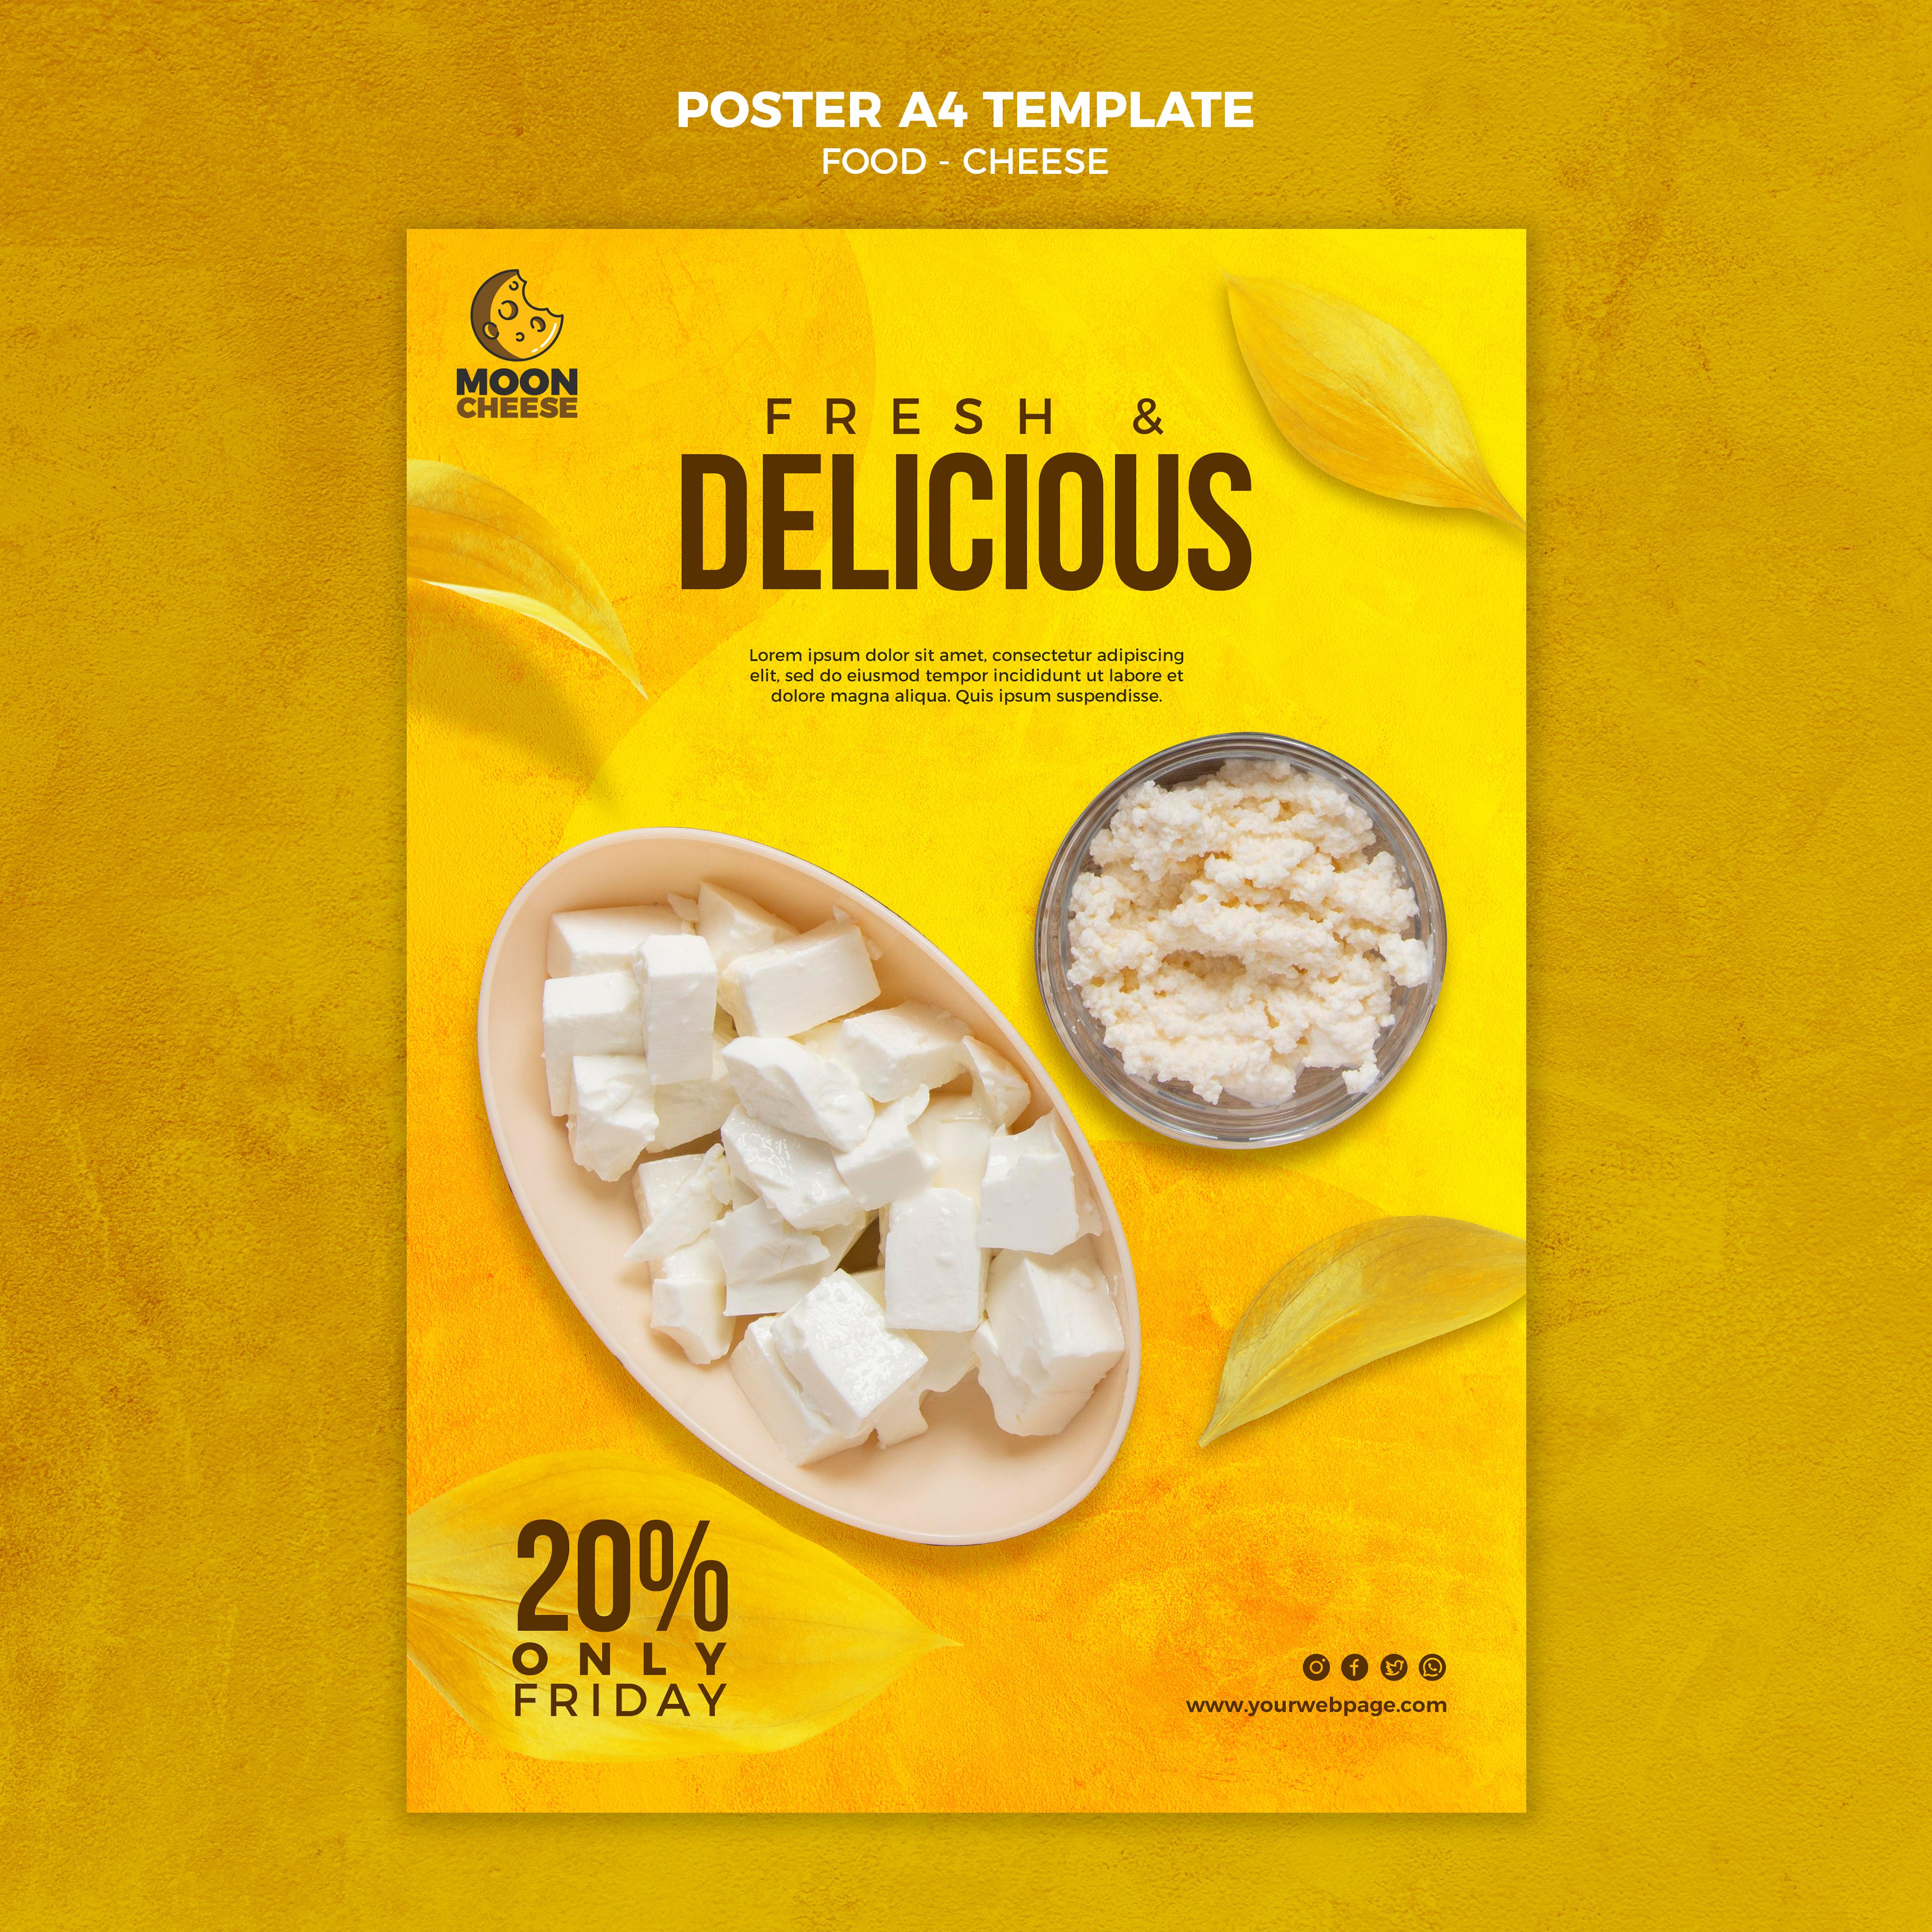 POSTER A4 TEMPLATE
FOOD - CHEESE
MOON
CHEESE
FRESH &
DELICIOUS
Lorem ipsum dolor sit amet, consectetur adipiscing
elit, sed do eiusmod tempor incididunt ut labore et
dolore magna aliqua. Quis ipsum suspendisse.
20%
ONLY
FRIDAY
www.yourwebpage.com